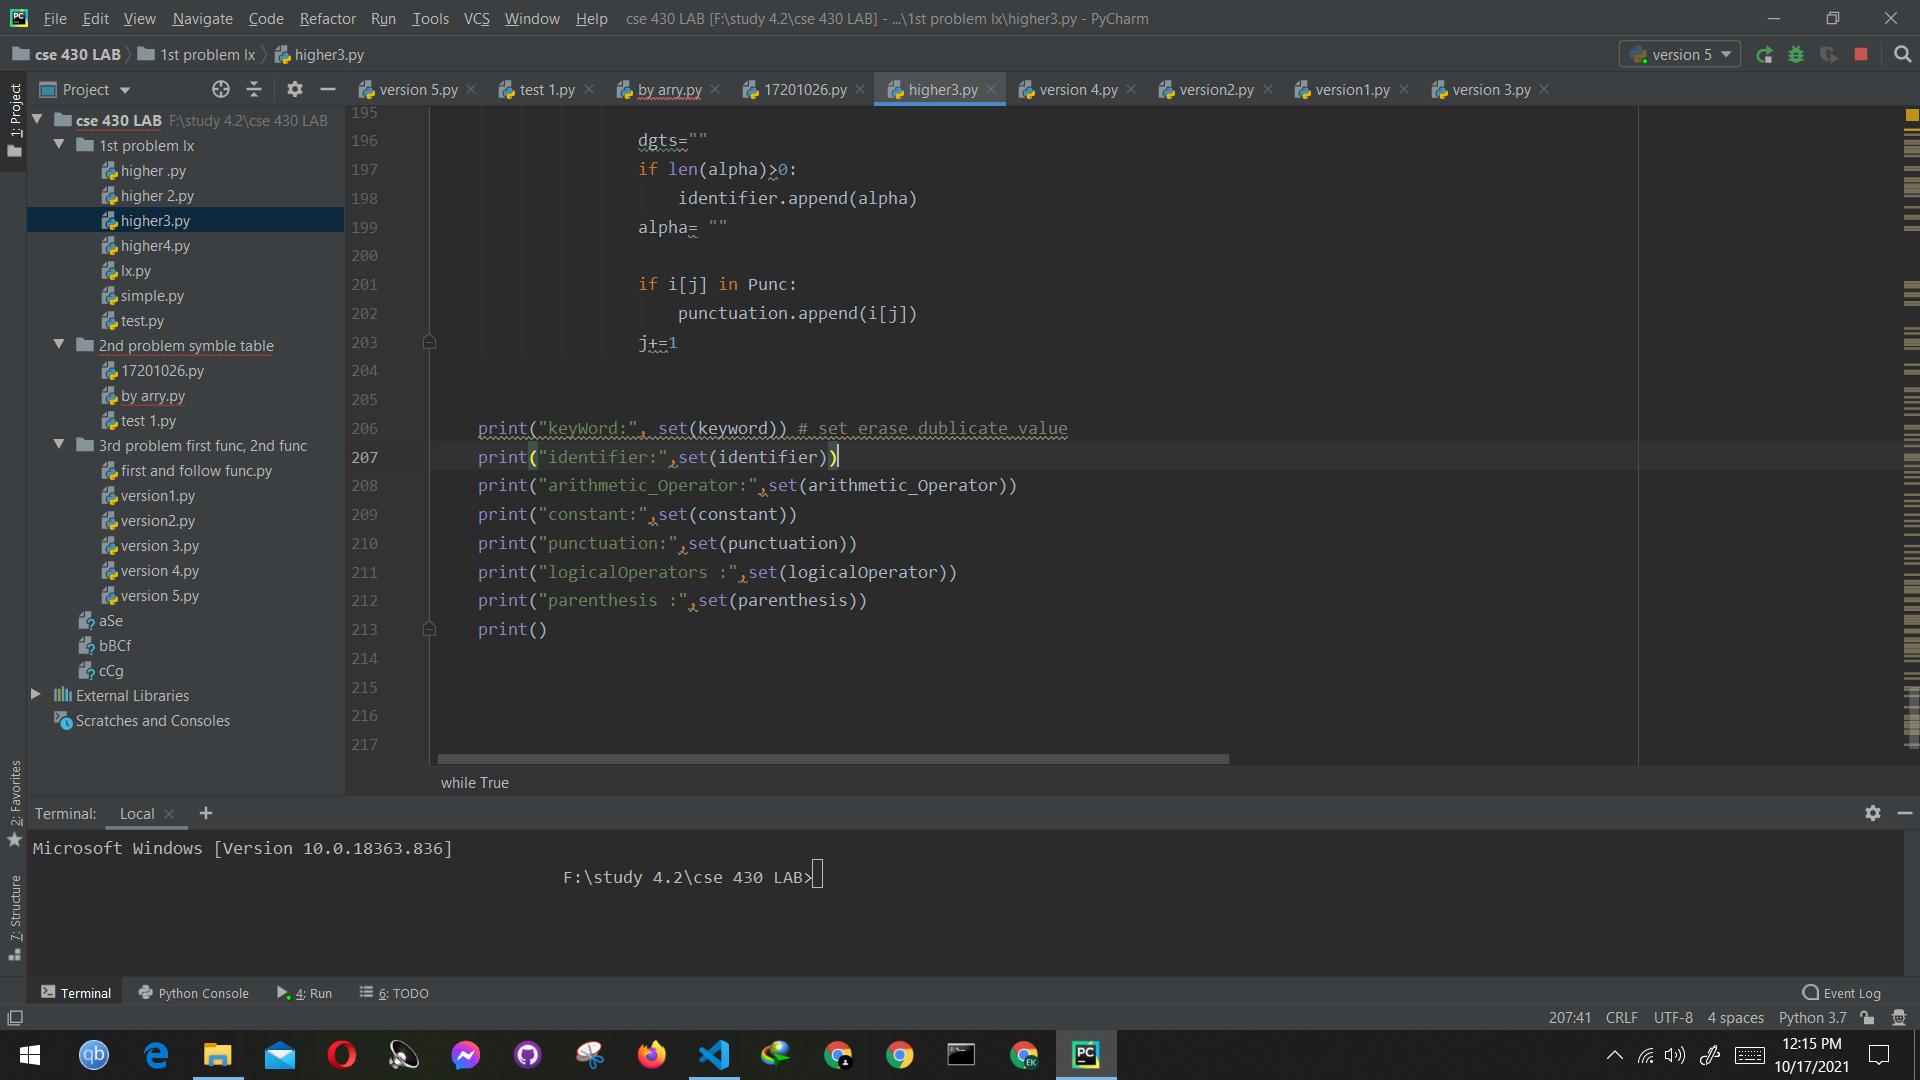 File Edit View Navigate Code Refactor Run Tools VCS Window Help cse 430 LAB [F:\study 4.2\cse 430 LAB] - ...\1st problem lx\higher3.py - PyCharm
cse 430 LAB 1st problem lx higher3.py version 5
Project
version 5.py test 1.py by arry.py 17201026.py higher3.py version 4.py version2.py version1.py version 3.py
1: Project
cse 430 LAB F:\study 4.2\cse 430 LAB
1st problem lx
higher .py
higher 2.py
higher3.py
higher4.py
lx.py
simple.py
test.py
2nd problem symble table
17201026.py
by arry.py
test 1.py
3rd problem first func, 2nd func
first and follow func.py
version1.py
version2.py
version 3.py
version 4.py
version 5.py
aSe
bBCf
cCg
External Libraries
Scratches and Consoles
195
196 dgts=""
197 if len(alpha)>0:
198 identifier.append(alpha)
199 alpha= ""
200
201 if i[j] in Punc:
202 punctuation.append(i[j])
203 j+=1
204
205
206 print("keyWord:", set(keyword)) # set erase dublicate value
207 print("identifier:",set(identifier))
208 print("arithmetic_Operator:",set(arithmetic_Operator))
209 print("constant:",set(constant))
210 print("punctuation:",set(punctuation))
211 print("logicalOperators :",set(logicalOperator))
212 print("parenthesis :",set(parenthesis))
213 print()
214
215
216
217
while True
2: Favorites
7: Structure
Terminal: Local +
Microsoft Windows [Version 10.0.18363.836]
F:\study 4.2\cse 430 LAB>
Terminal Python Console 4: Run 6: TODO Event Log
207:41 CRLF UTF-8 4 spaces Python 3.7
qb EK PC
12:15 PM
10/17/2021